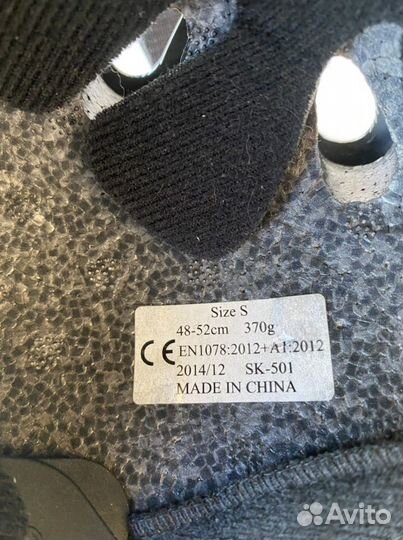 Size S
48-52cm 370g
CE EN1078:2012+A1:2012
2014/12 SK-501
MADE IN CHINA
Avito